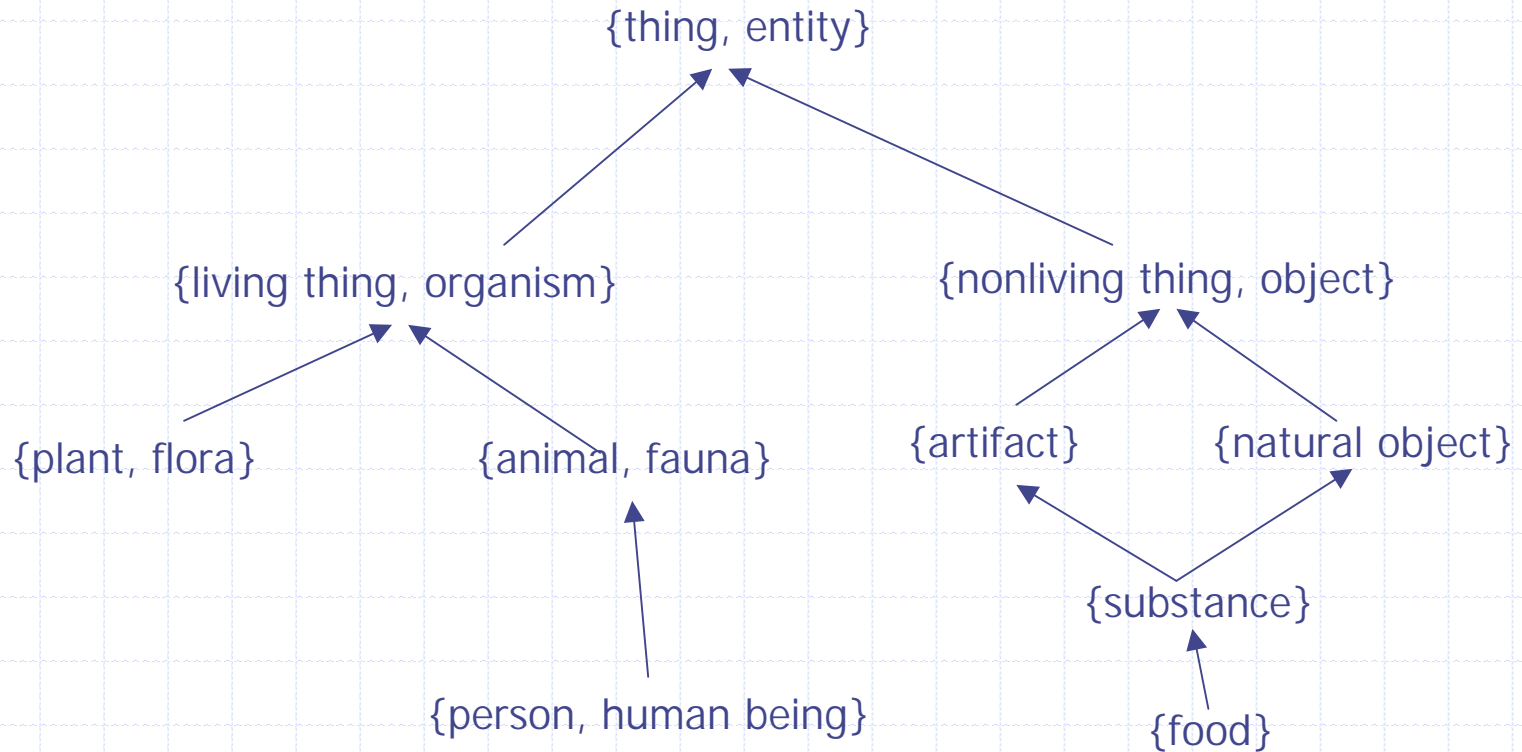 {thing, entity}
{living thing, organism}
{nonliving thing, object}
{plant, flora}
{animal, fauna}
{artifact}
{natural object}
{substance}
{person, human being}
{food}